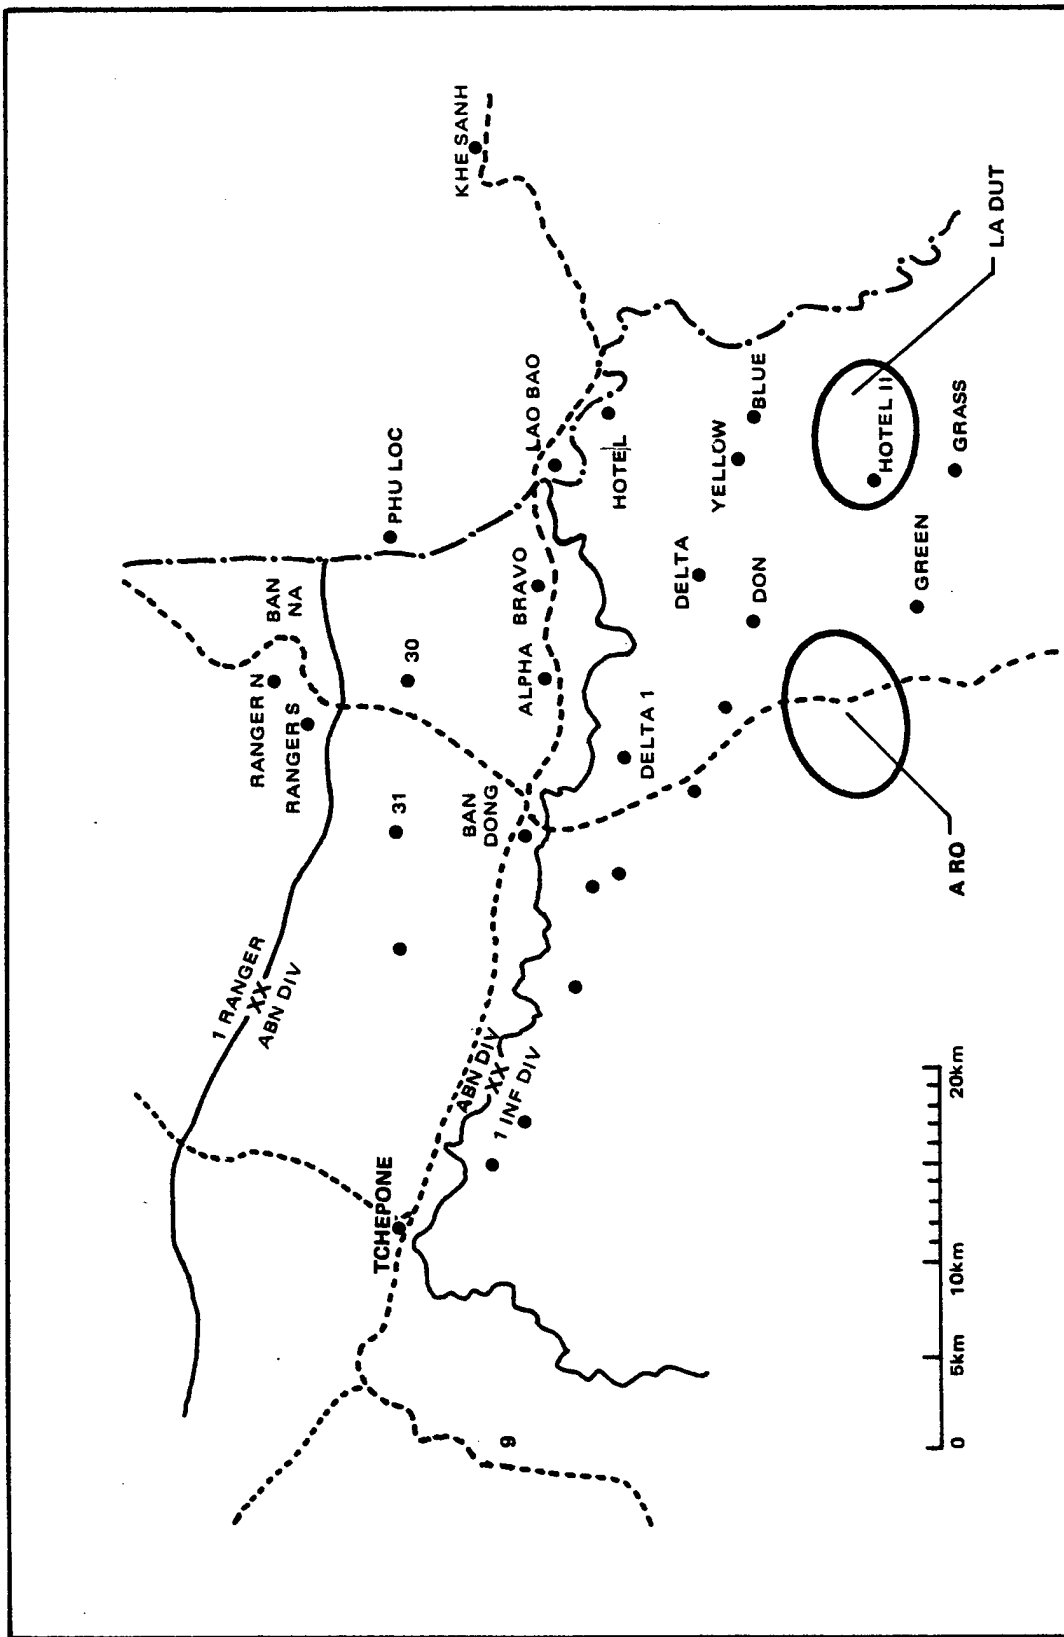 KHE SANH
PHU LOC
LAO BAO
BAN
NA
RANGER N
RANGER S
30
31
BRAVO
ALPHA
BAN
DONG
HOTEL
DELTA 1
DELTA
DON
YELLOW
BLUE
HOTEL II
GRASS
GREEN
LA DUT
A RO
1 RANGER
XX
ABN DIV
ABN DIV
XX
1 INF DIV
TCHEPONE
9
0
5km
10km
20km